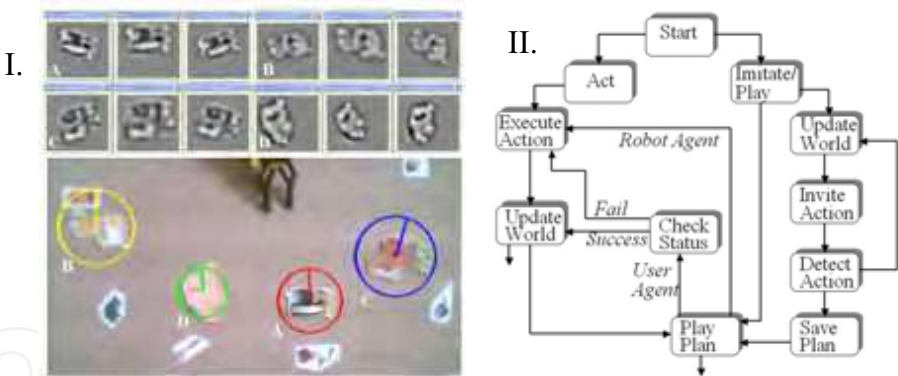 I.
A
B
C
D
B
D
A
C
II.
Start
Act
Imitate/
Play
Execute
Action
Robot Agent
Update
World
Invite
Action
Update
World
Fail
Success
Check
Status
User
Agent
Detect
Action
Play
Plan
Save
Plan